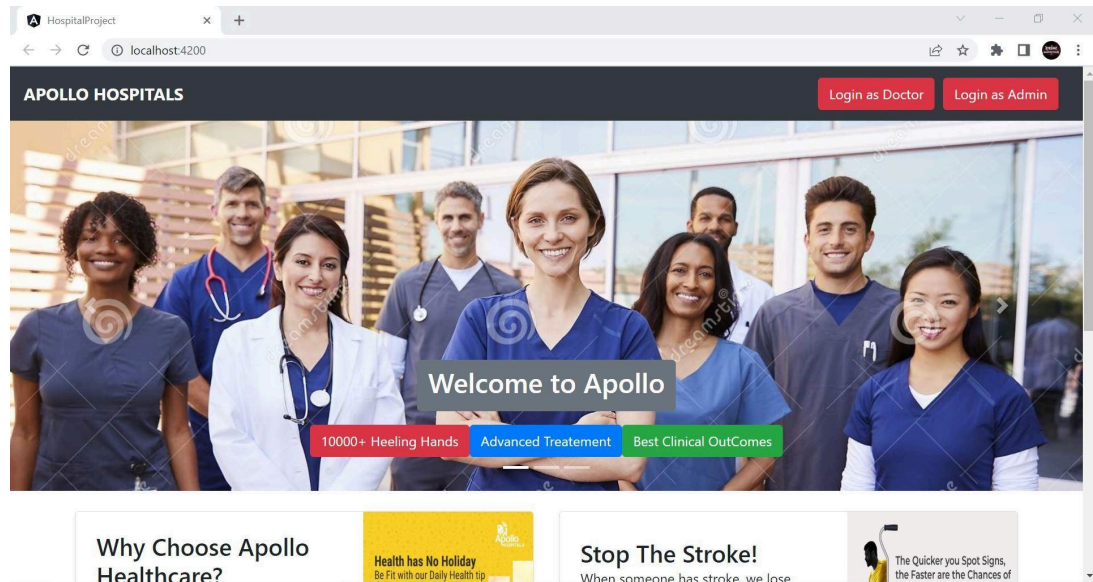 HospitalProject
localhost:4200
APOLLO HOSPITALS
Login as Doctor
Login as Admin
dreamstime
Welcome to Apollo
10000+ Heeling Hands
Advanced Treatement
Best Clinical OutComes
Why Choose Apollo
Healthcare?
Apollo
HOSPITALS
Health has No Holiday
Be Fit with our Daily Health tip
Stop The Stroke!
When someone has stroke, we lose
The Quicker you Spot Signs,
the Faster are the Chances of